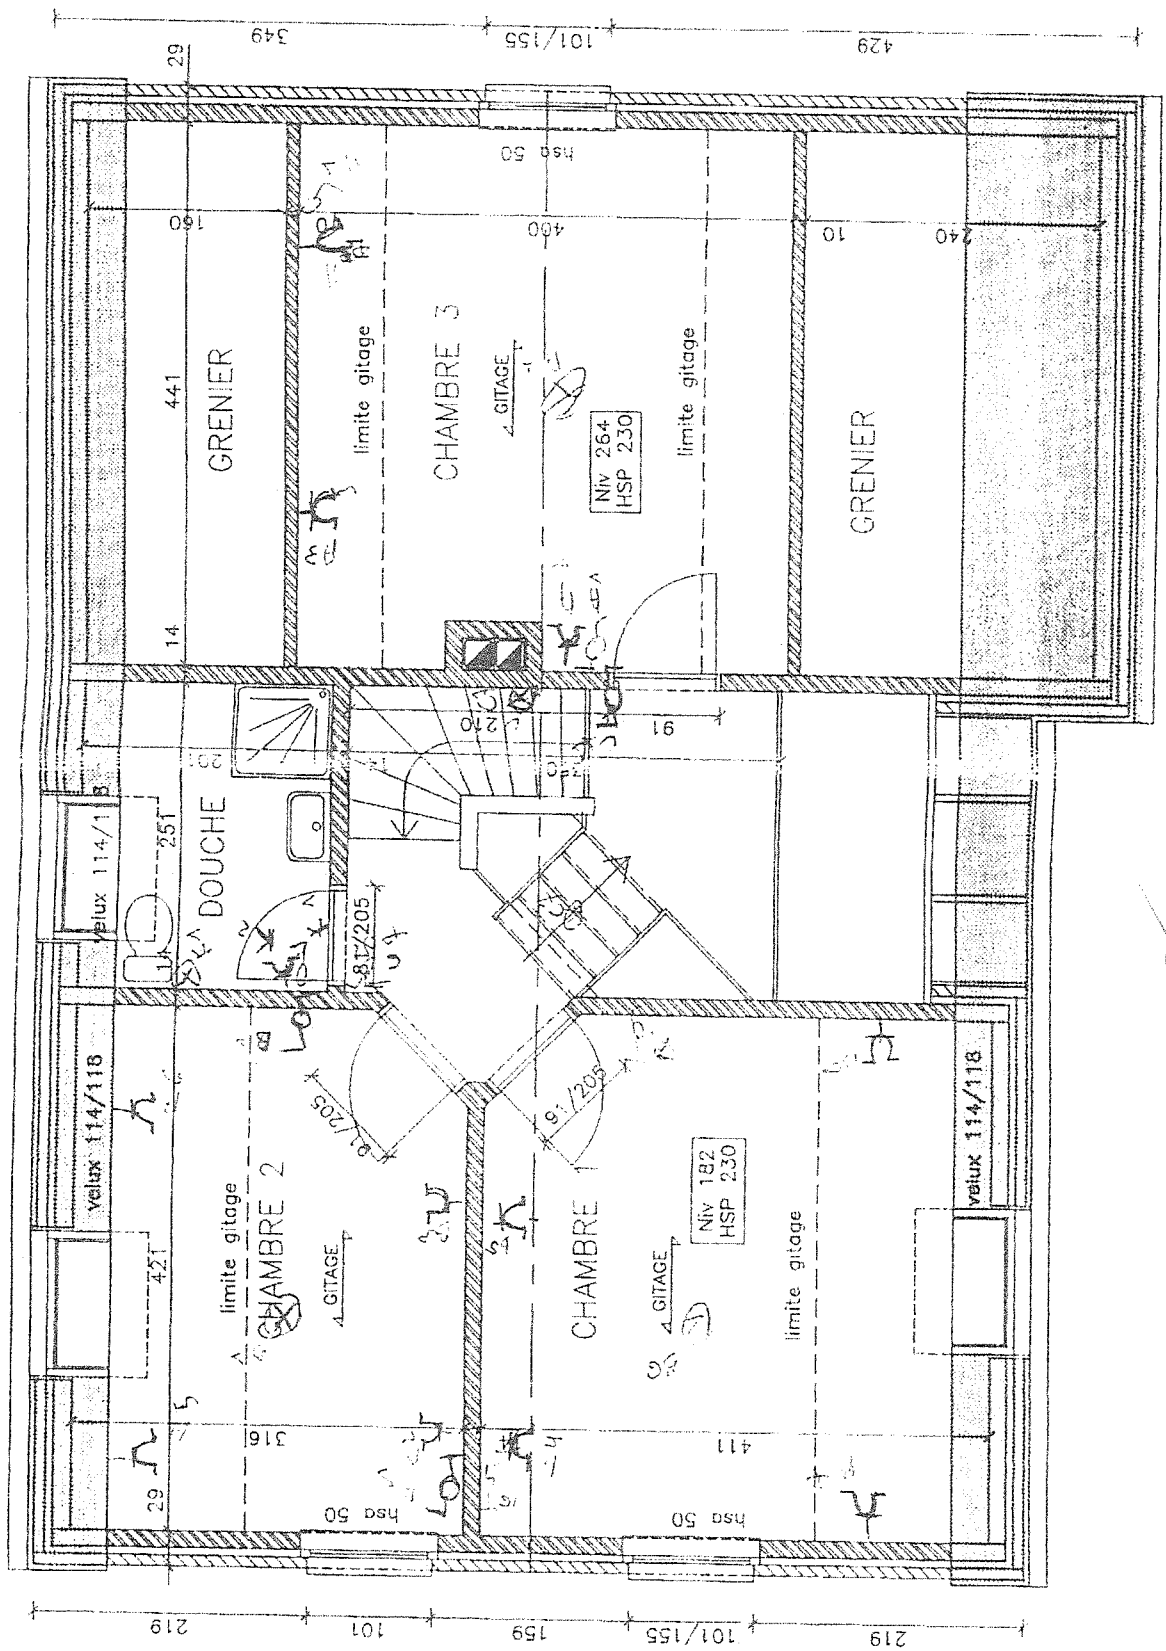 349
101/155
429
29
441
14
251
421
29
160
400
10
240
GRENIER
limite gitage
CHAMBRE 3
GITAGE
hsa 50
Niv 264
HSP 230
limite gitage
GRENIER
velux 114/118
DOUCHE
201
210
91
81/205
velux 114/118
limite gitage
CHAMBRE 2
GITAGE
91/205
316
hsa 50
91/205
CHAMBRE 1
GITAGE
Niv 182
HSP 230
limite gitage
411
hsa 50
velux 114/118
219
101
159
101/155
219